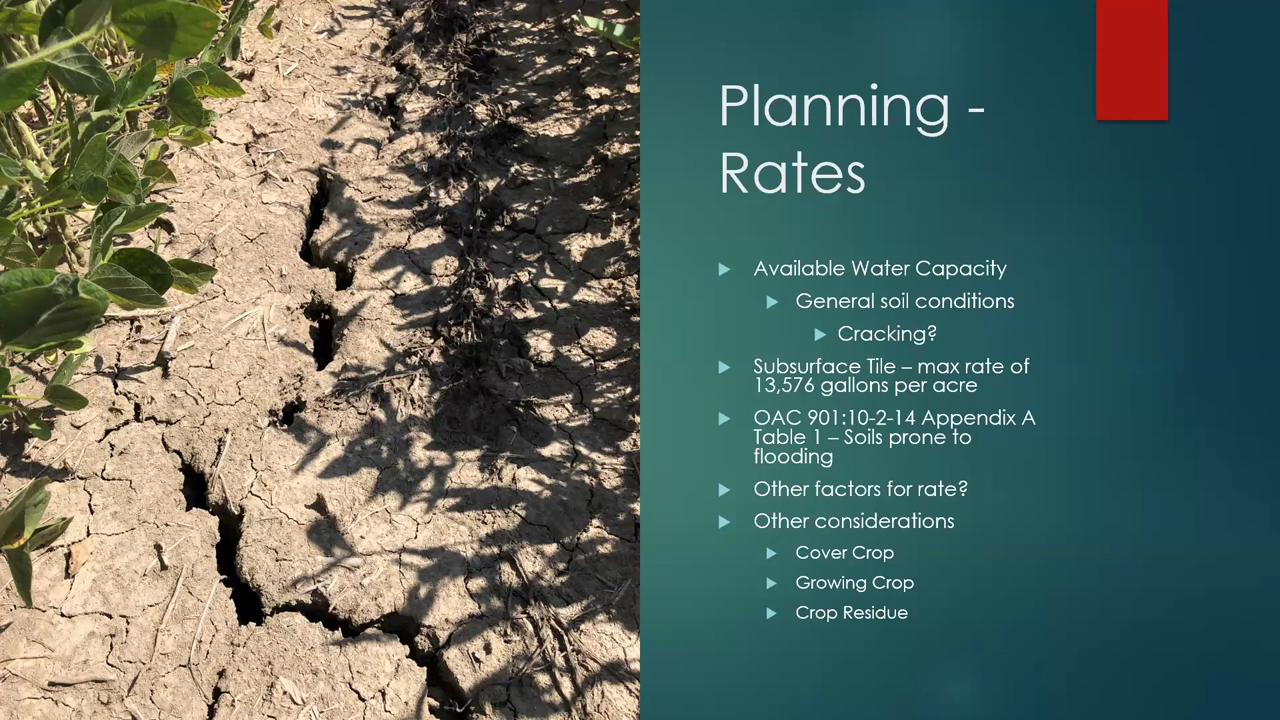 Planning -
Rates
Available Water Capacity
General soil conditions
Cracking?
Subsurface Tile – max rate of
13,576 gallons per acre
OAC 901:10-2-14 Appendix A
Table 1 – Soils prone to
flooding
Other factors for rate?
Other considerations
Cover Crop
Growing Crop
Crop Residue